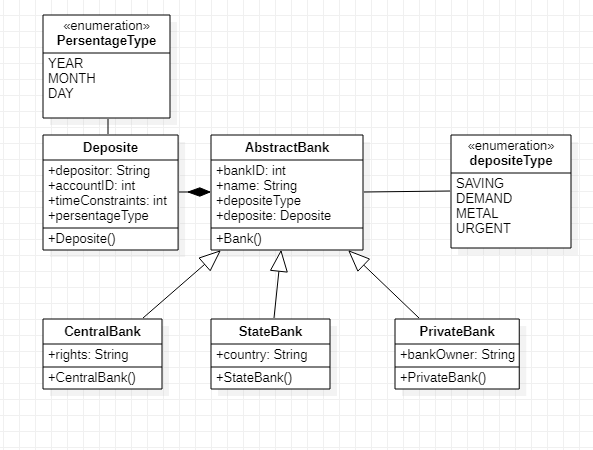 «enumeration»
PersentageType
YEAR
MONTH
DAY
Deposite
+depositor: String
+accountID: int
+timeConstraints: int
+persentageType
+Deposite()
AbstractBank
+bankID: int
+name: String
+depositeType
+deposite: Deposite
+Bank()
«enumeration»
depositeType
SAVING
DEMAND
METAL
URGENT
CentralBank
+rights: String
+CentralBank()
StateBank
+country: String
+StateBank()
PrivateBank
+bankOwner: String
+PrivateBank()